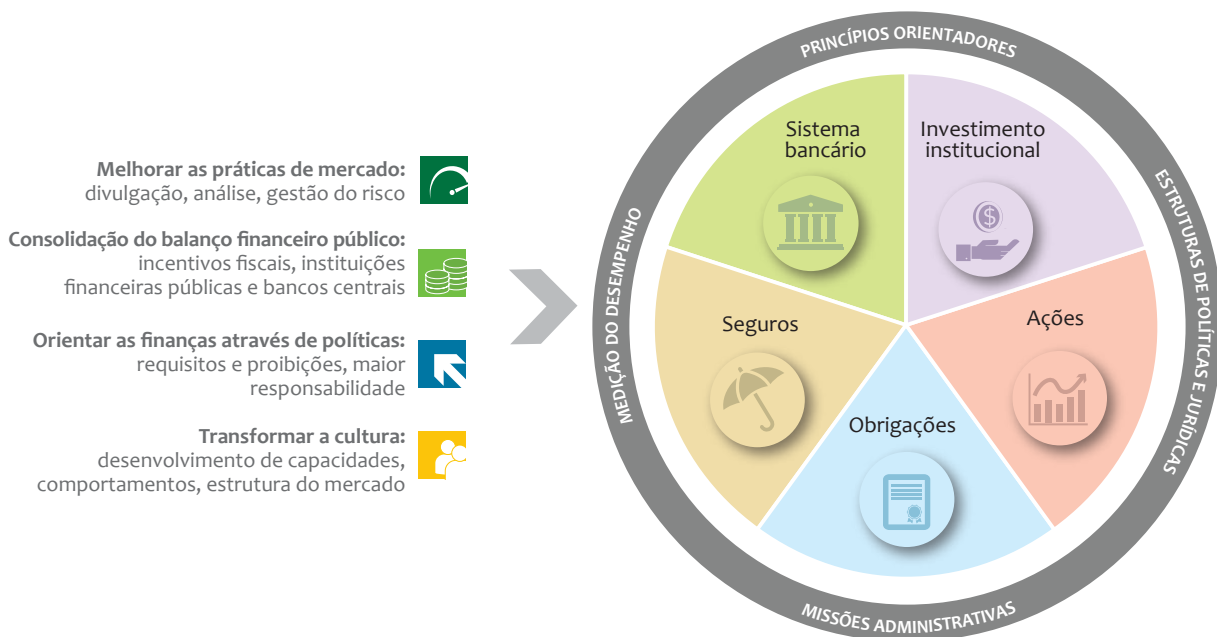 Melhorar as práticas de mercado:
divulgação, análise, gestão do risco
Consolidação do balanço financeiro público:
incentivos fiscais, instituições
financeiras públicas e bancos centrais
Orientar as finanças através de políticas:
requisitos e proibições, maior
responsabilidade
Transformar a cultura:
desenvolvimento de capacidades,
comportamentos, estrutura do mercado
PRINCÍPIOS ORIENTADORES
ESTRUTURAS DE POLÍTICAS E JURÍDICAS
MISSÕES ADMINISTRATIVAS
MEDIÇÃO DO DESEMPENHO
Sistema
bancário
Investimento
institucional
$
Seguros
Ações
Obrigações